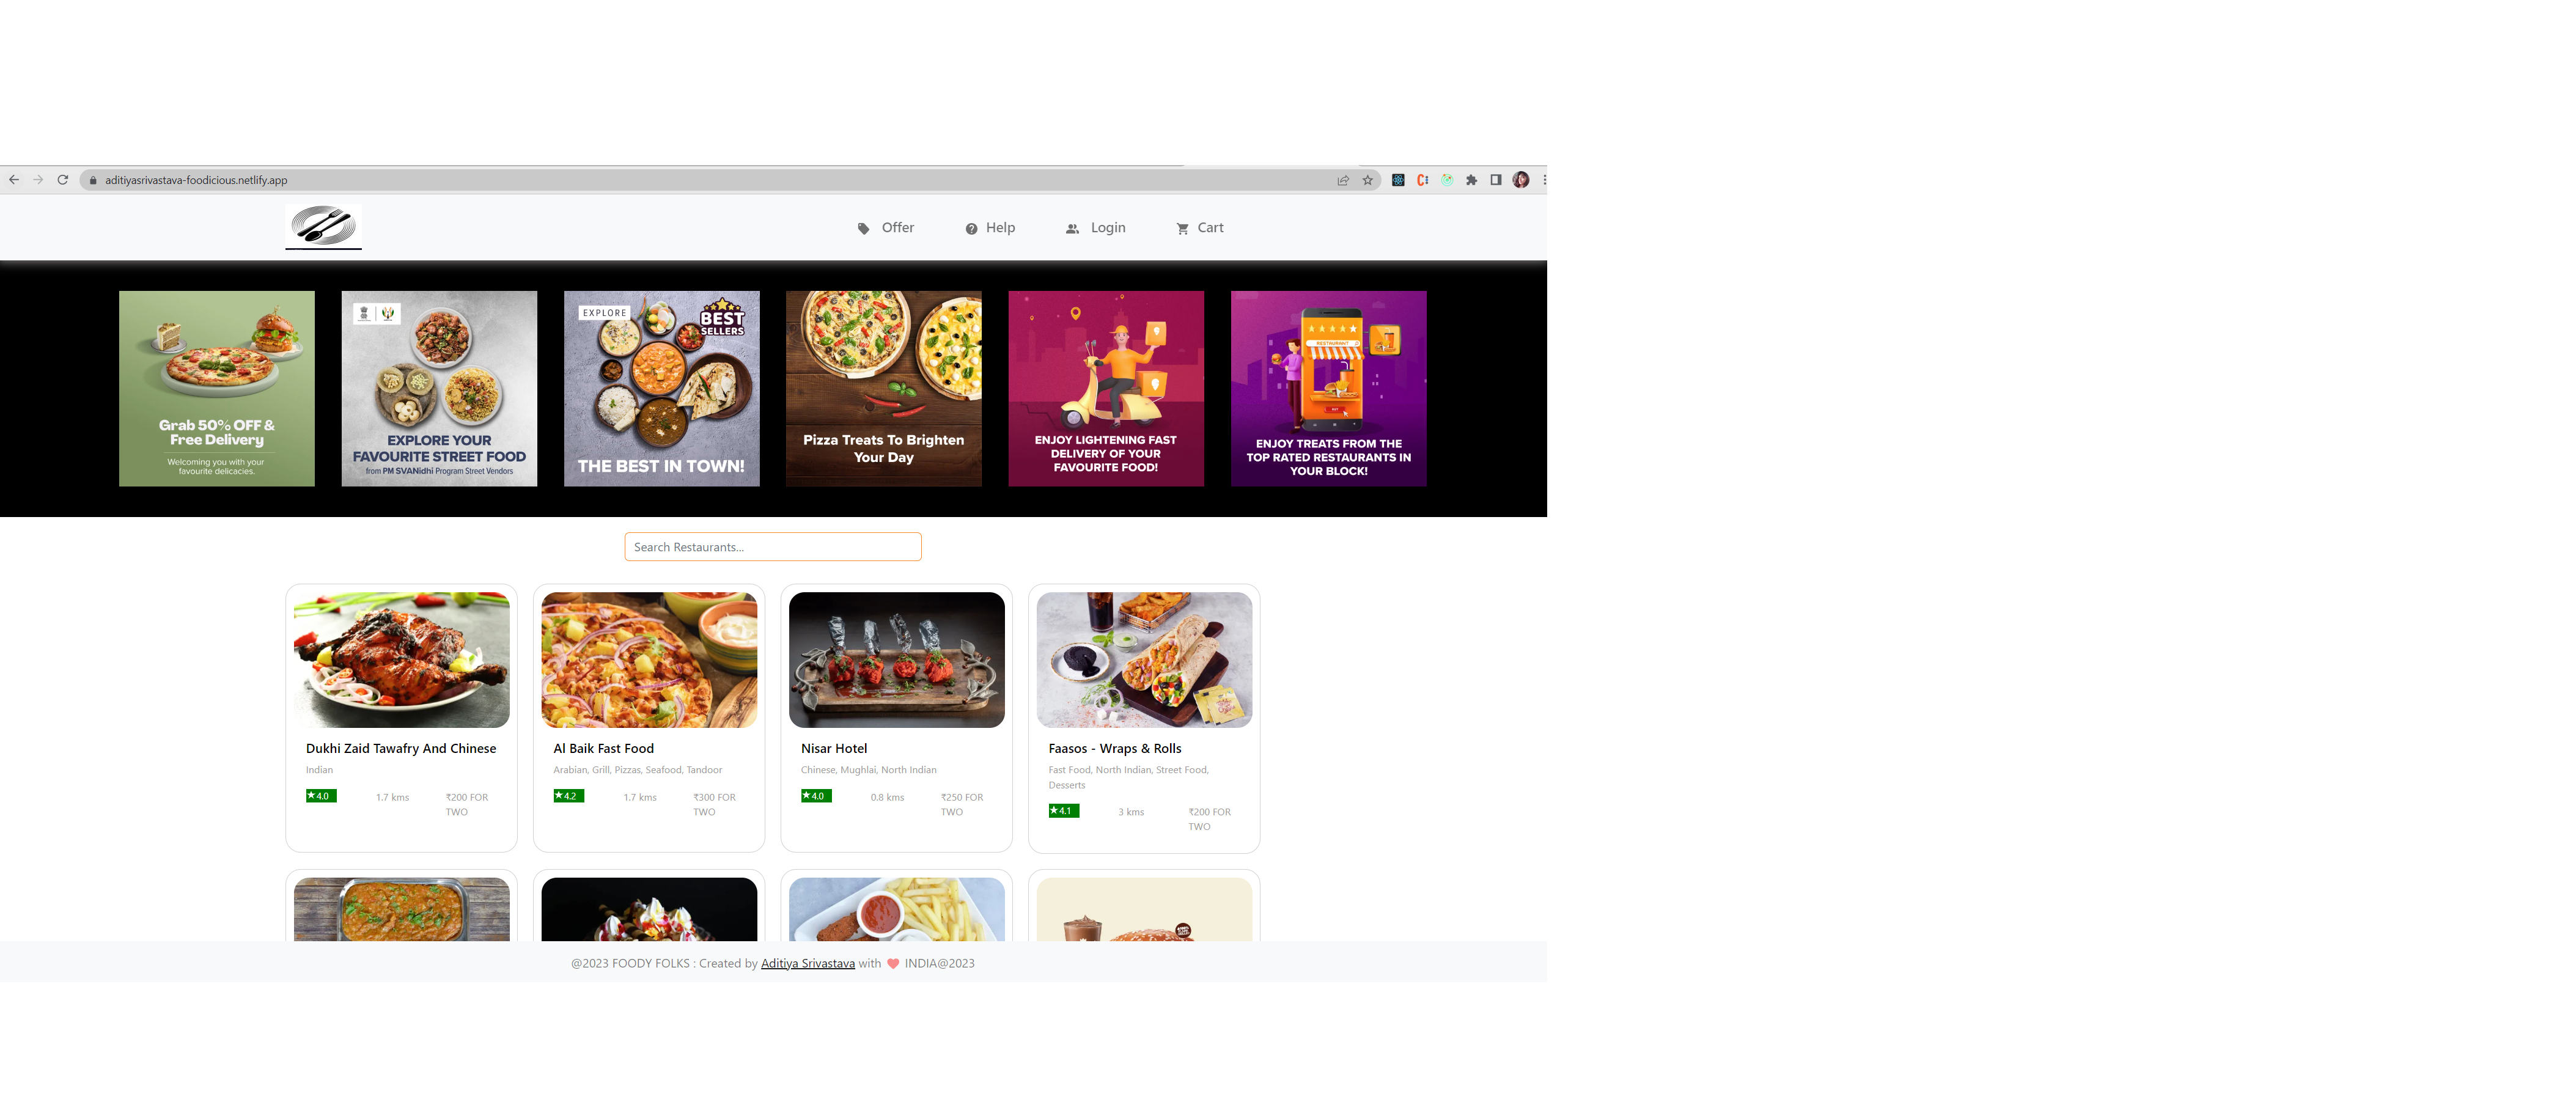 aditiyasrivastava-foodicious.netlify.app
Offer
Help
Login
Cart
Grab 50% OFF &
Free Delivery
Welcoming you with your
favourite delicacies.
EXPLORE YOUR
FAVOURITE STREET FOOD
from PM SVANidhi Program Street Vendors
EXPLORE
BEST
SELLERS
THE BEST IN TOWN!
Pizza Treats To Brighten
Your Day
ENJOY LIGHTENING FAST
DELIVERY OF YOUR
FAVOURITE FOOD!
RESTAURANT
ENJOY TREATS FROM THE
TOP RATED RESTAURANTS IN
YOUR BLOCK!
Search Restaurants...
Dukhi Zaid Tawafry And Chinese
Indian
★4.0 1.7 kms ₹200 FOR
TWO
Al Baik Fast Food
Arabian, Grill, Pizzas, Seafood, Tandoor
★4.2 1.7 kms ₹300 FOR
TWO
Nisar Hotel
Chinese, Mughlai, North Indian
★4.0 0.8 kms ₹250 FOR
TWO
Faasos - Wraps & Rolls
Fast Food, North Indian, Street Food,
Desserts
★4.1 3 kms ₹200 FOR
TWO
@2023 FOODY FOLKS : Created by Aditiya Srivastava with ❤ INDIA@2023